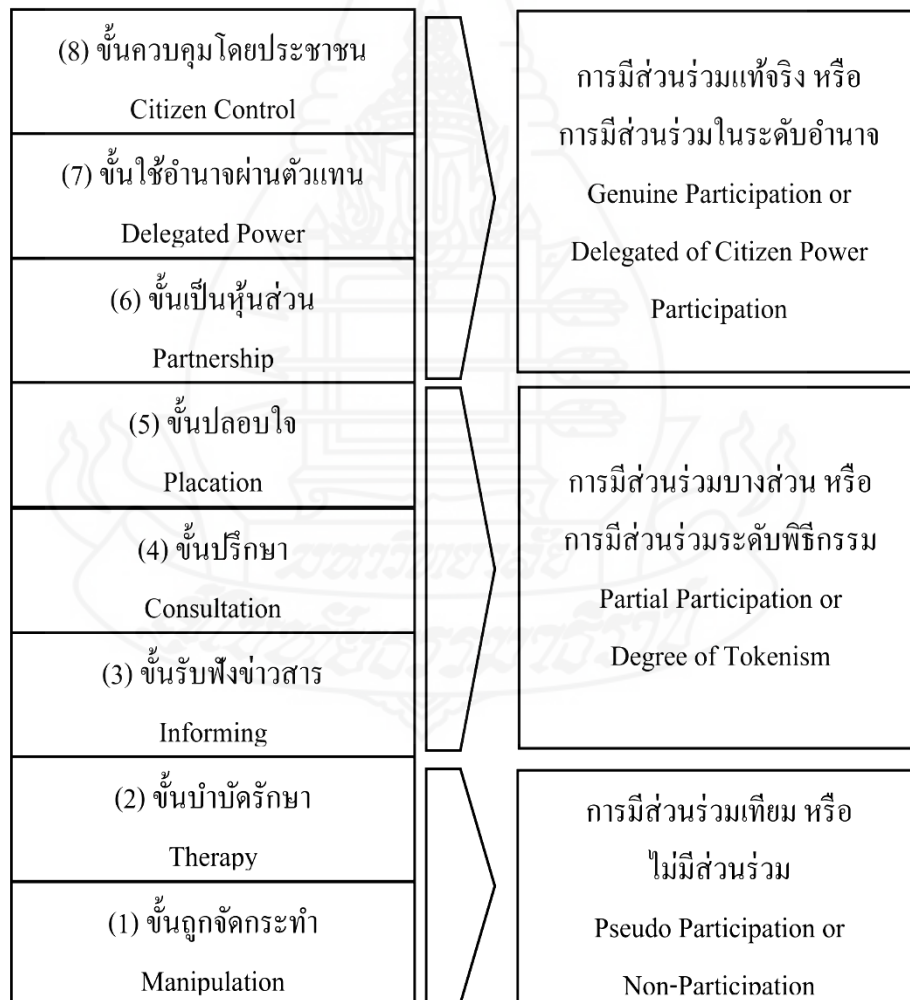 (8) ขั้นควบคุมโดยประชาชน
Citizen Control
(7) ขั้นใช้อำนาจผ่านตัวแทน
Delegated Power
(6) ขั้นเป็นหุ้นส่วน
Partnership
(5) ขั้นปลอบใจ
Placation
(4) ขั้นปรึกษา
Consultation
(3) ขั้นรับฟังข่าวสาร
Informing
(2) ขั้นบำบัดรักษา
Therapy
(1) ขั้นถูกจัดกระทำ
Manipulation
การมีส่วนร่วมแท้จริง หรือ
การมีส่วนร่วมในระดับอำนาจ
Genuine Participation or
Delegated of Citizen Power
Participation
การมีส่วนร่วมบางส่วน หรือ
การมีส่วนร่วมระดับพิธีกรรม
Partial Participation or
Degree of Tokenism
การมีส่วนร่วมเทียม หรือ
ไม่มีส่วนร่วม
Pseudo Participation or
Non-Participation